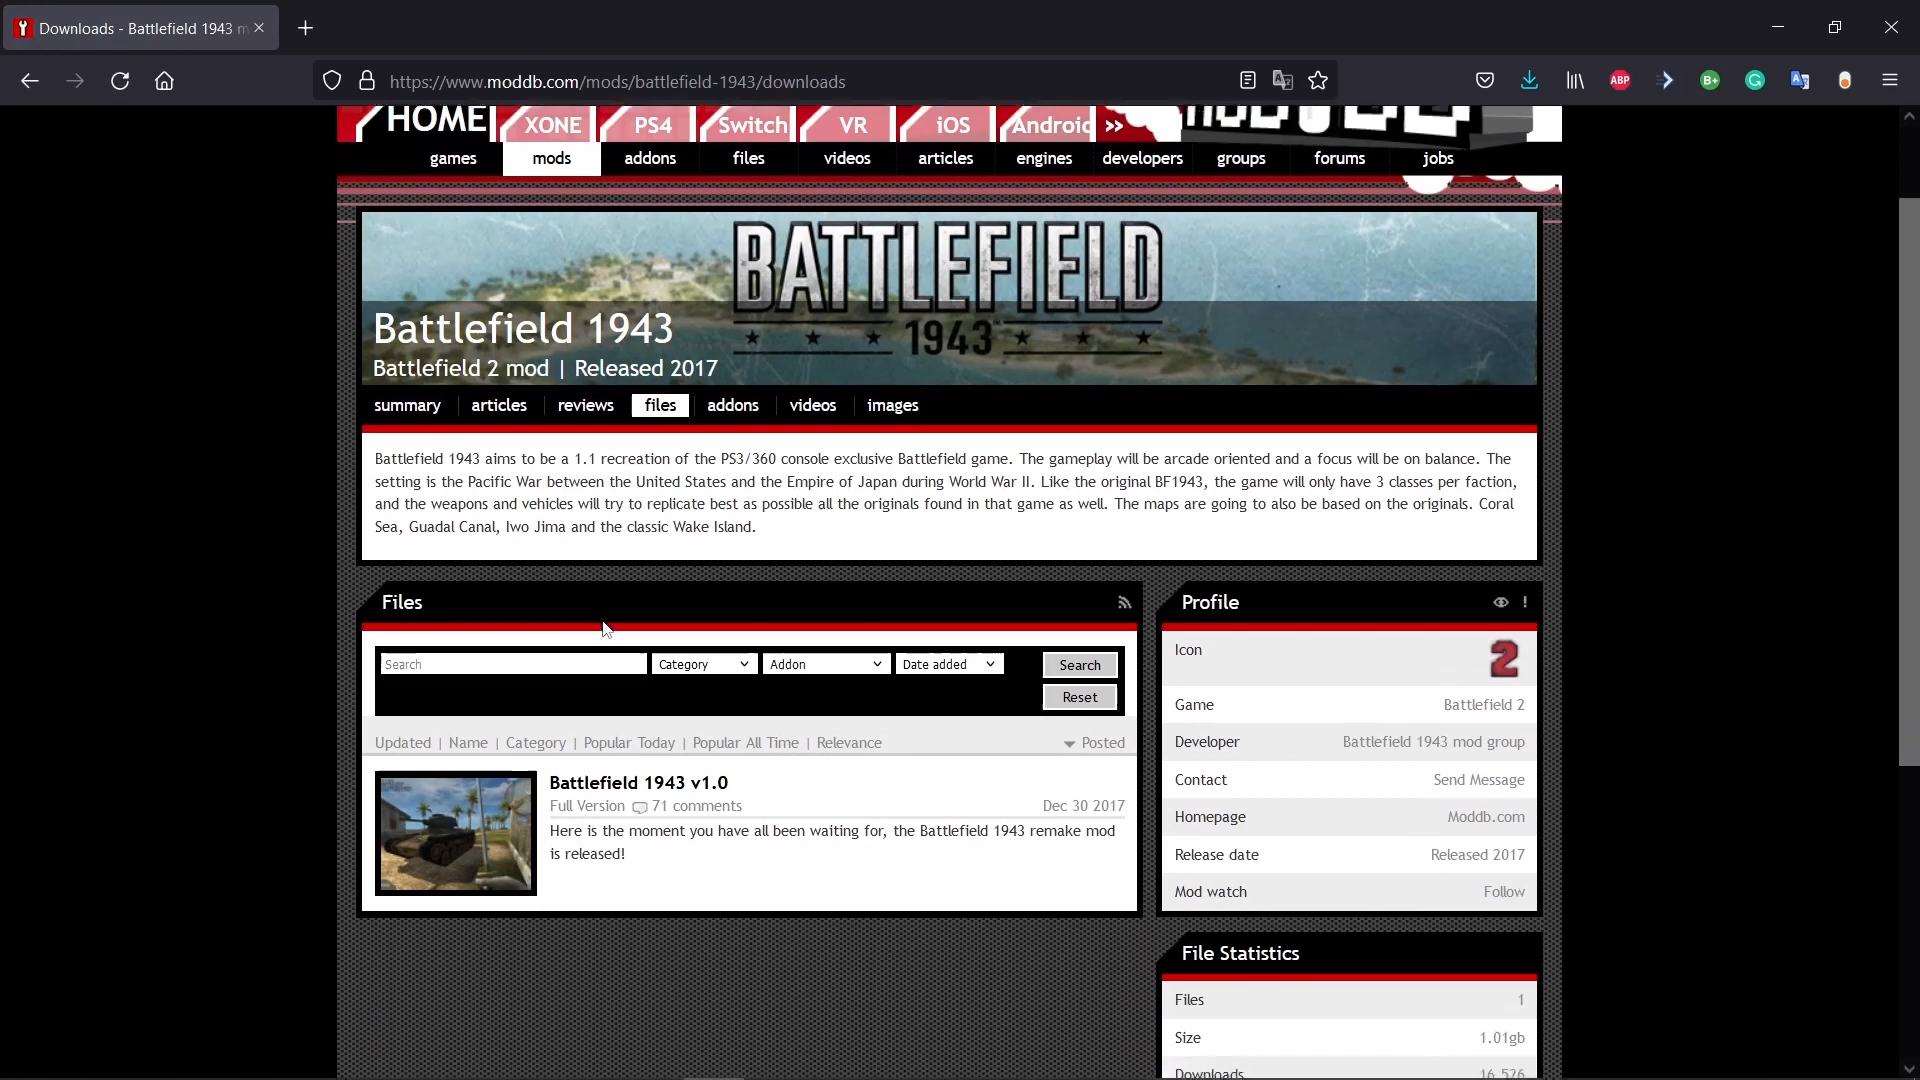 Downloads - Battlefield 1943 m
https://www.moddb.com/mods/battlefield-1943/downloads
ABP
B+
HOME XONE PS4 Switch VR iOS Android »
games mods addons files videos articles engines developers groups forums jobs
BATTLEFIELD
1943
Battlefield 1943
Battlefield 2 mod | Released 2017
summary articles reviews files addons videos images
Battlefield 1943 aims to be a 1.1 recreation of the PS3/360 console exclusive Battlefield game. The gameplay will be arcade oriented and a focus will be on balance. The
setting is the Pacific War between the United States and the Empire of Japan during World War II. Like the original BF1943, the game will only have 3 classes per faction,
and the weapons and vehicles will try to replicate best as possible all the originals found in that game as well. The maps are going to also be based on the originals. Coral
Sea, Guadal Canal, Iwo Jima and the classic Wake Island.
Files
Search Category Addon Date added Search
Reset
Updated | Name | Category | Popular Today | Popular All Time | Relevance Posted
Battlefield 1943 v1.0
Full Version 71 comments Dec 30 2017
Here is the moment you have all been waiting for, the Battlefield 1943 remake mod
is released!
Profile
Icon 2
Game Battlefield 2
Developer Battlefield 1943 mod group
Contact Send Message
Homepage Moddb.com
Release date Released 2017
Mod watch Follow
File Statistics
Files 1
Size 1.01gb
Downloads 16,526